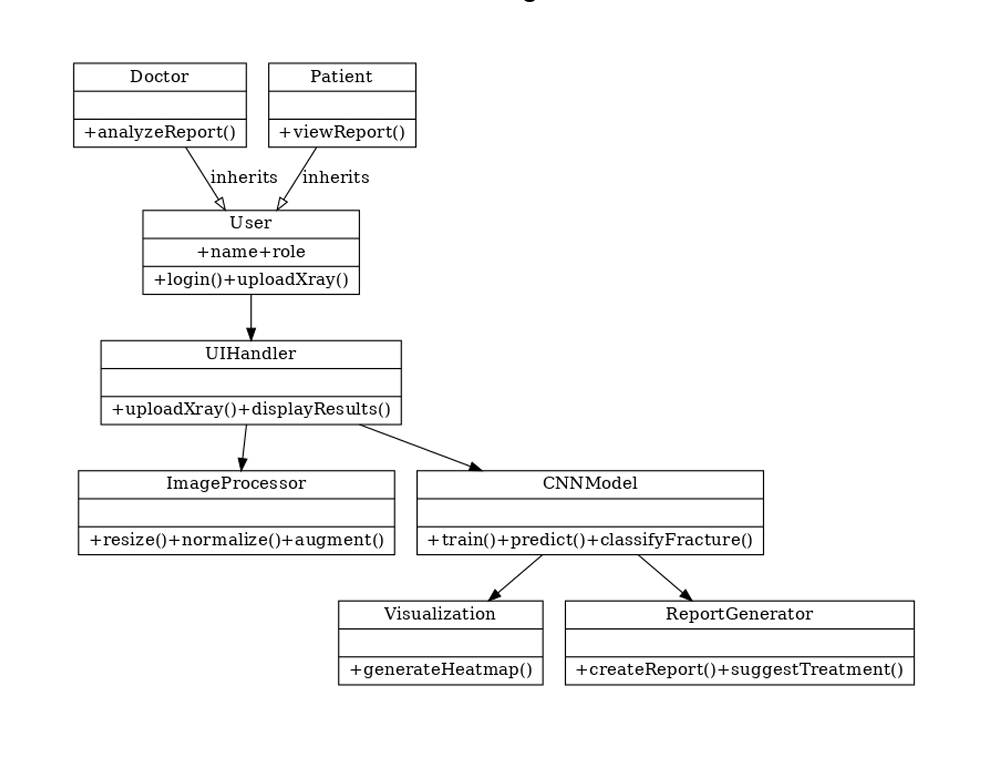 Doctor
+analyzeReport()
Patient
+viewReport()
inherits
inherits
User
+name+role
+login()+uploadXray()
UIHandler
+uploadXray()+displayResults()
ImageProcessor
+resize()+normalize()+augment()
CNNModel
+train()+predict()+classifyFracture()
Visualization
+generateHeatmap()
ReportGenerator
+createReport()+suggestTreatment()